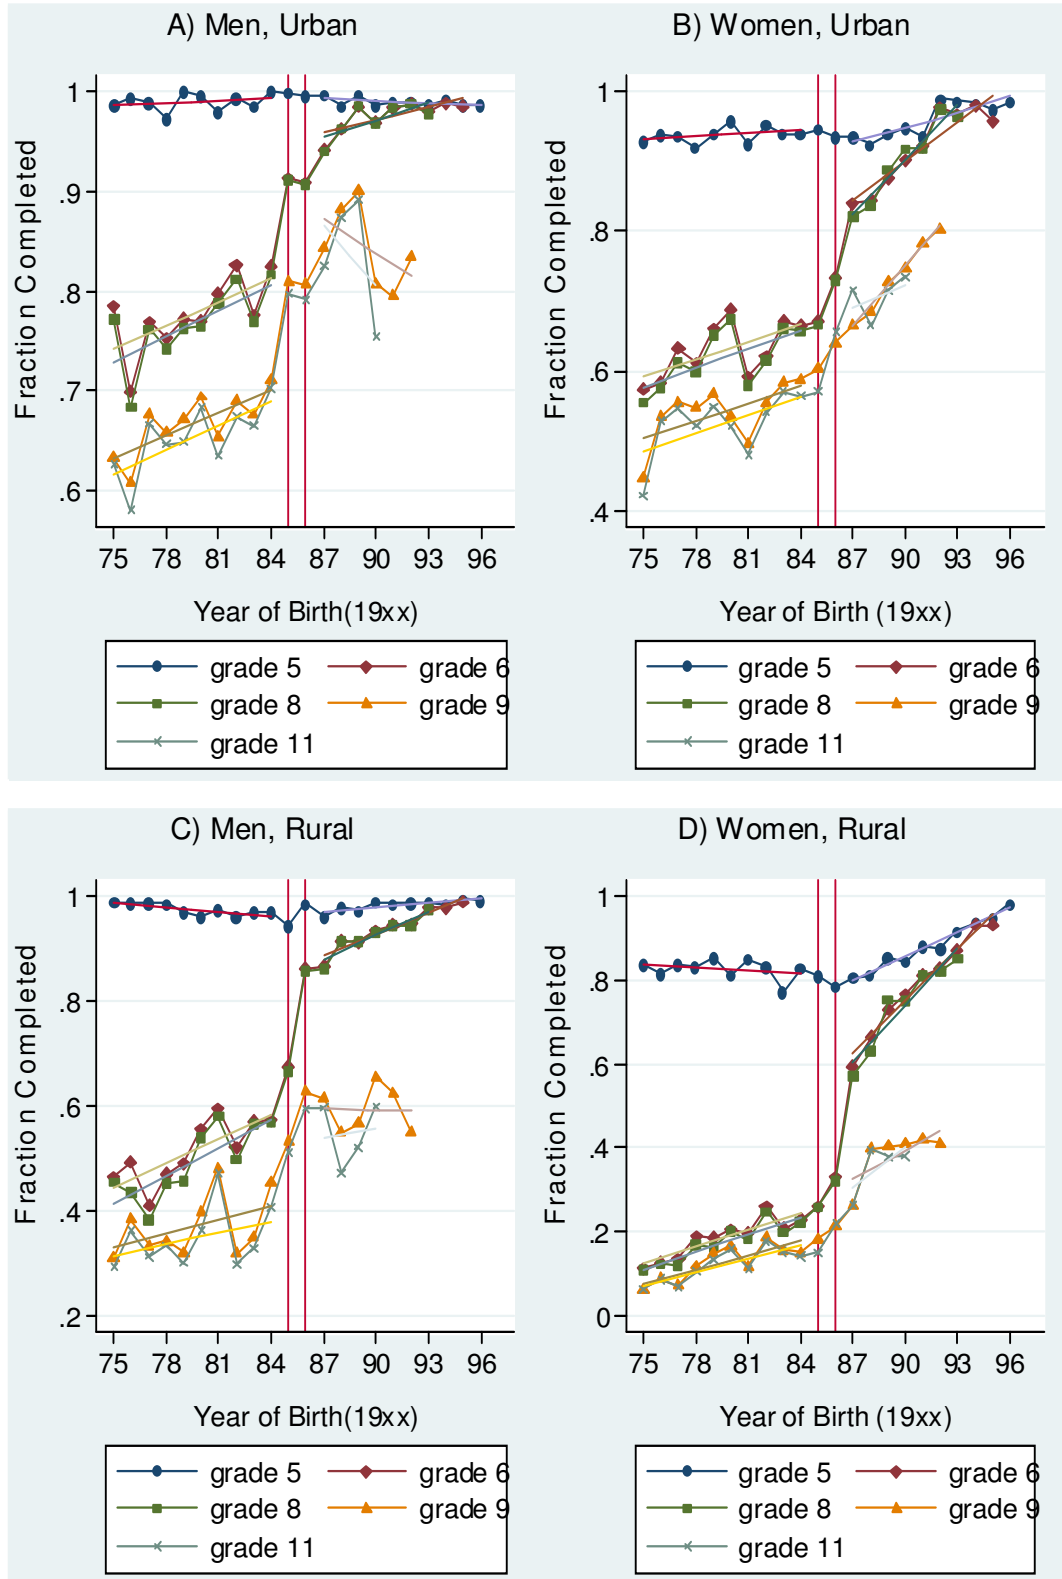 A) Men, Urban
Fraction Completed
1
.9
.8
.7
.6
75 78 81 84 87 90 93 96
Year of Birth(19xx)
grade 5 grade 6
grade 8 grade 9
grade 11
B) Women, Urban
Fraction Completed
1
.8
.6
.4
75 78 81 84 87 90 93 96
Year of Birth (19xx)
grade 5 grade 6
grade 8 grade 9
grade 11
C) Men, Rural
Fraction Completed
1
.8
.6
.4
.2
75 78 81 84 87 90 93 96
Year of Birth(19xx)
grade 5 grade 6
grade 8 grade 9
grade 11
D) Women, Rural
Fraction Completed
1
.8
.6
.4
.2
0
75 78 81 84 87 90 93 96
Year of Birth (19xx)
grade 5 grade 6
grade 8 grade 9
grade 11